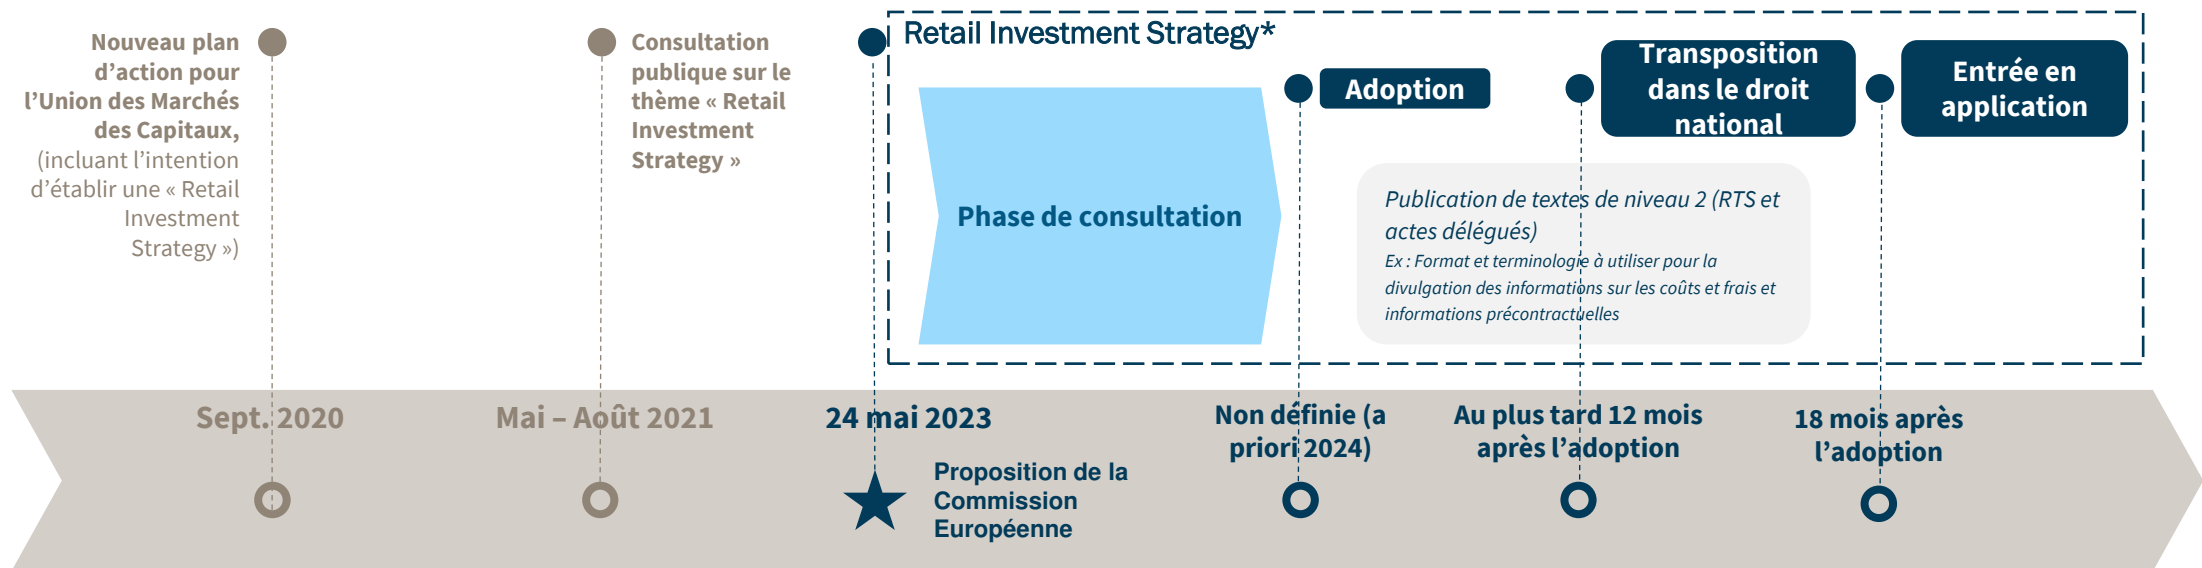 Nouveau plan
d'action pour
l'Union des Marchés
des Capitaux,
(incluant l'intention
d'établir une « Retail
Investment
Strategy »)
Consultation
publique sur le
thème « Retail
Investment
Strategy »
Retail Investment Strategy*
Phase de consultation
Adoption
Transposition
dans le droit
national
Entrée en
application
Publication de textes de niveau 2 (RTS et
actes délégués)
Ex : Format et terminologie à utiliser pour la
divulgation des informations sur les coûts et frais et
informations précontractuelles
Sept. 2020
Mai – Août 2021
24 mai 2023
Proposition de la
Commission
Européenne
Non définie (a
priori 2024)
Au plus tard 12 mois
après l'adoption
18 mois après
l'adoption